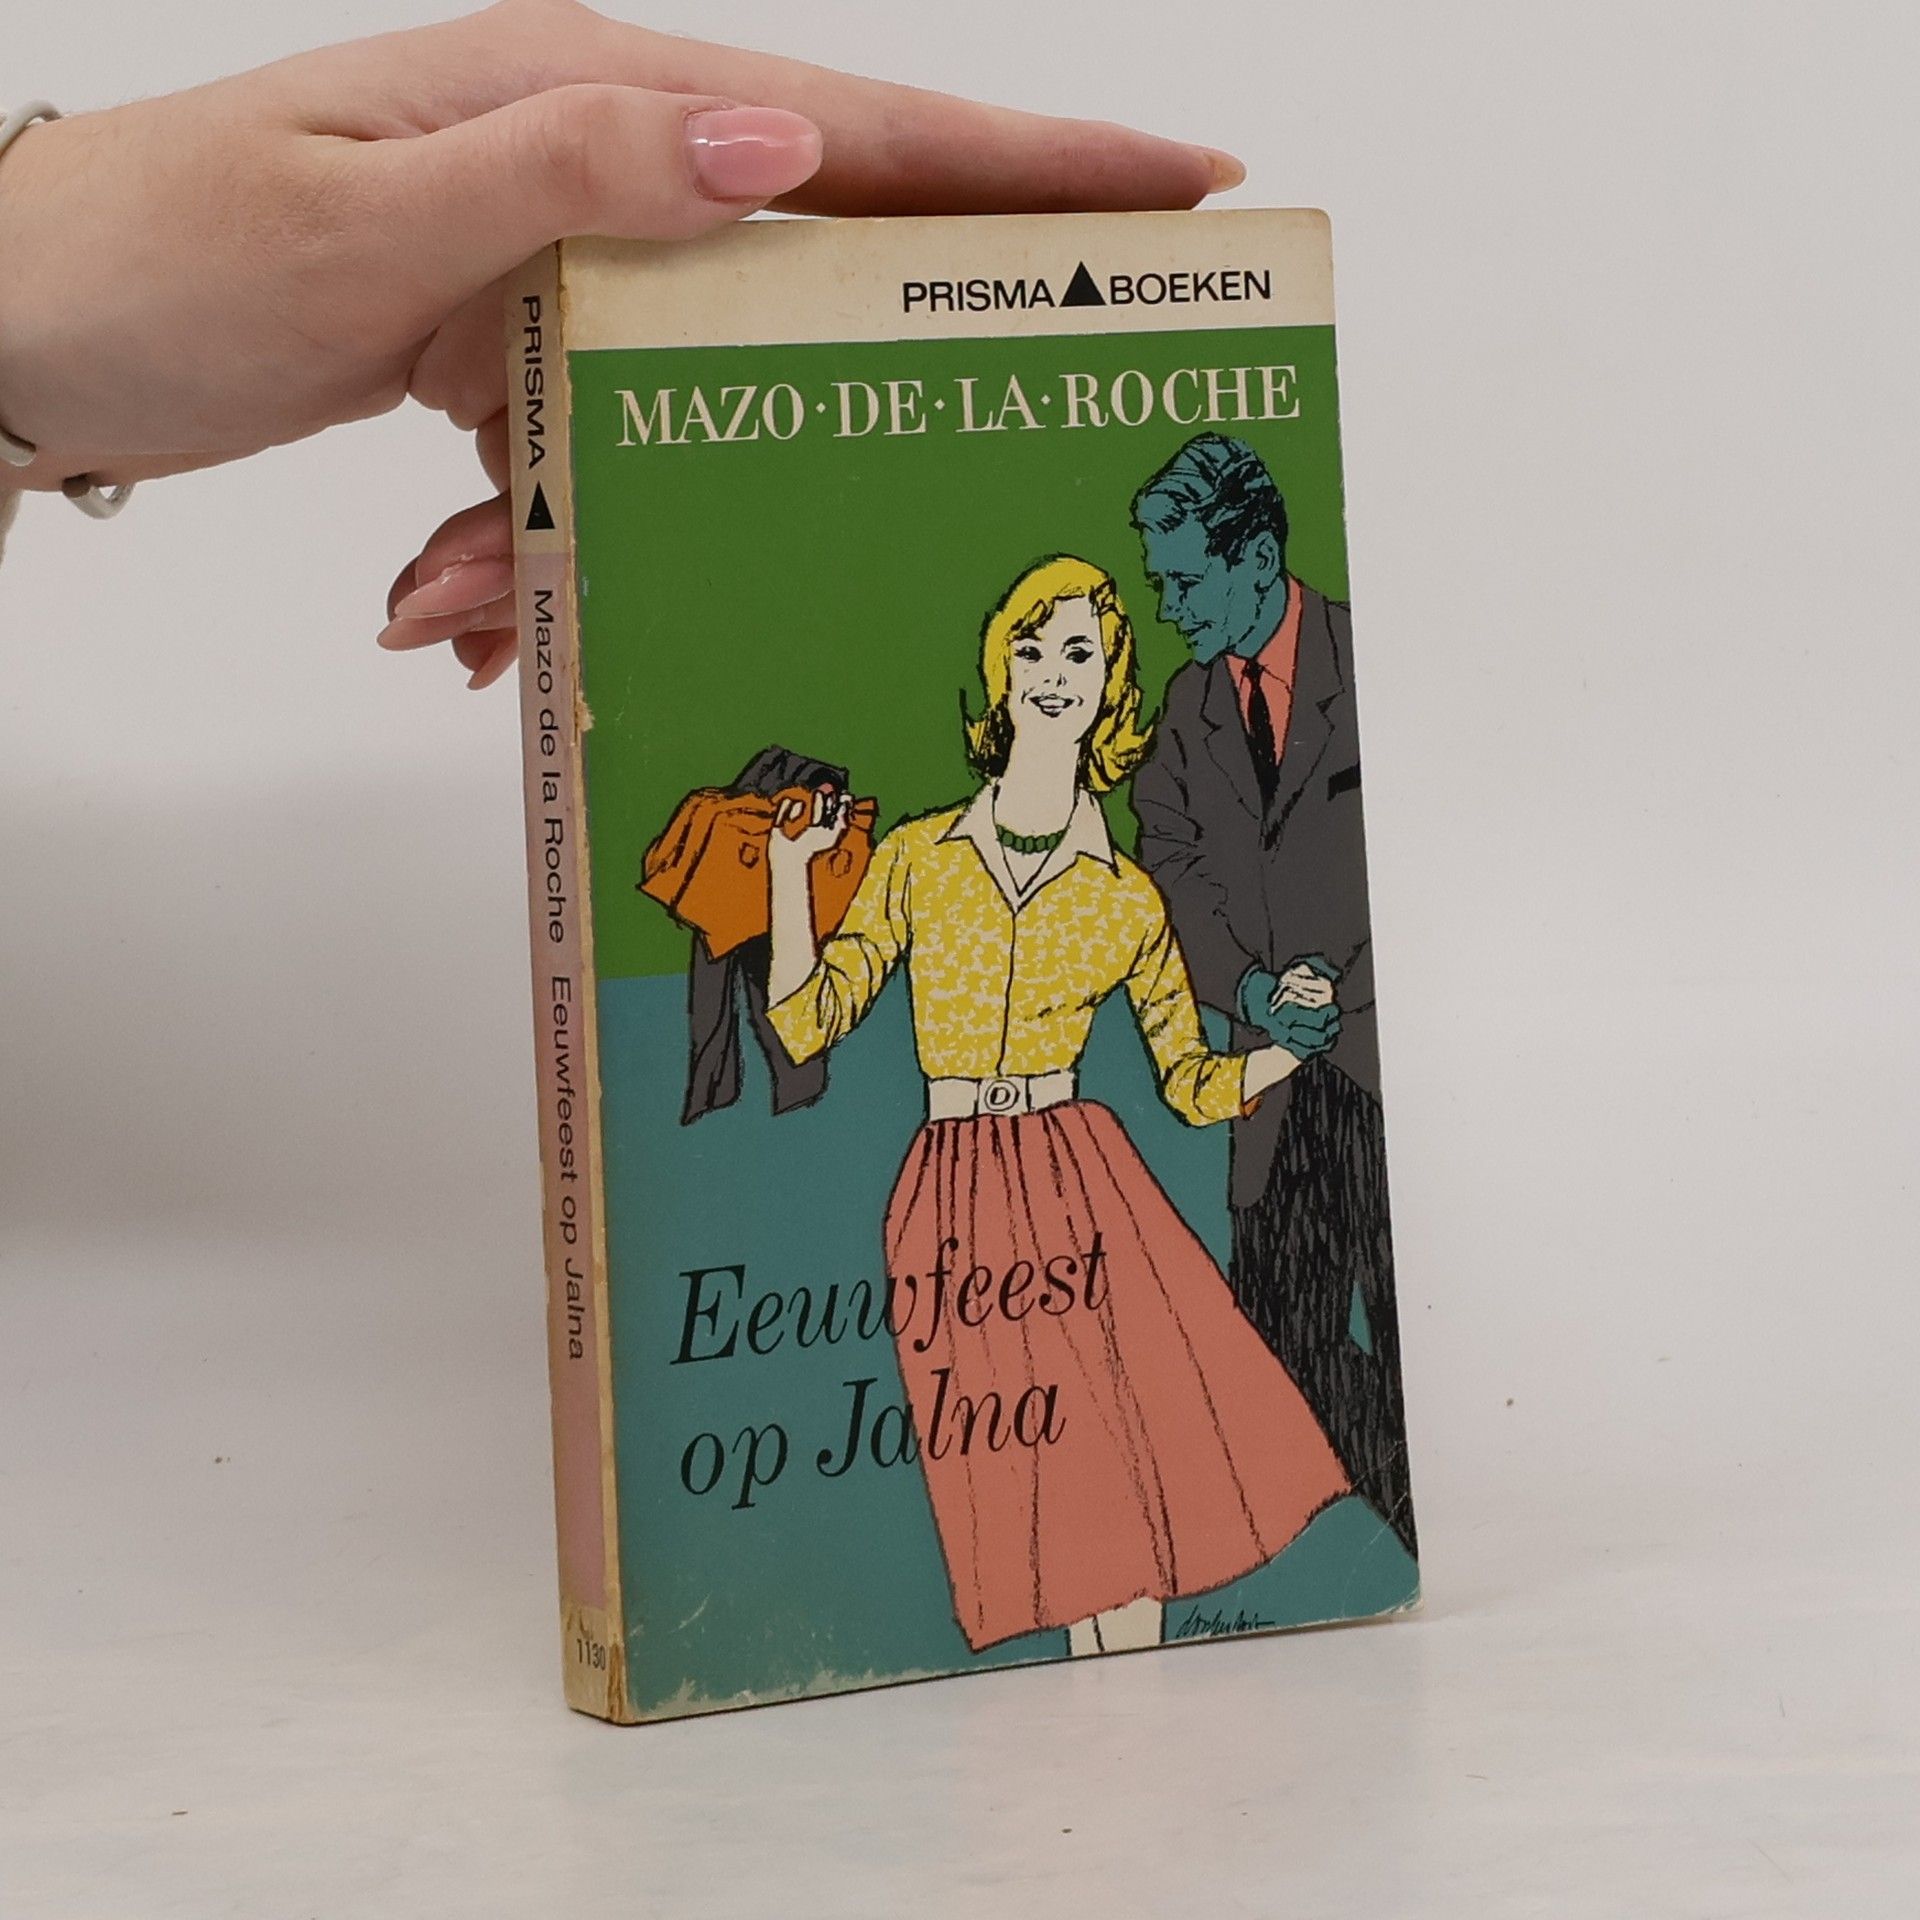 PRISMA BOEKEN
MAZO·DE·LA·ROCHE
D
Eeuwfeest
op Jalna
PRISMA
Mazo de la Roche Eeuwfeest op Jalna
1130